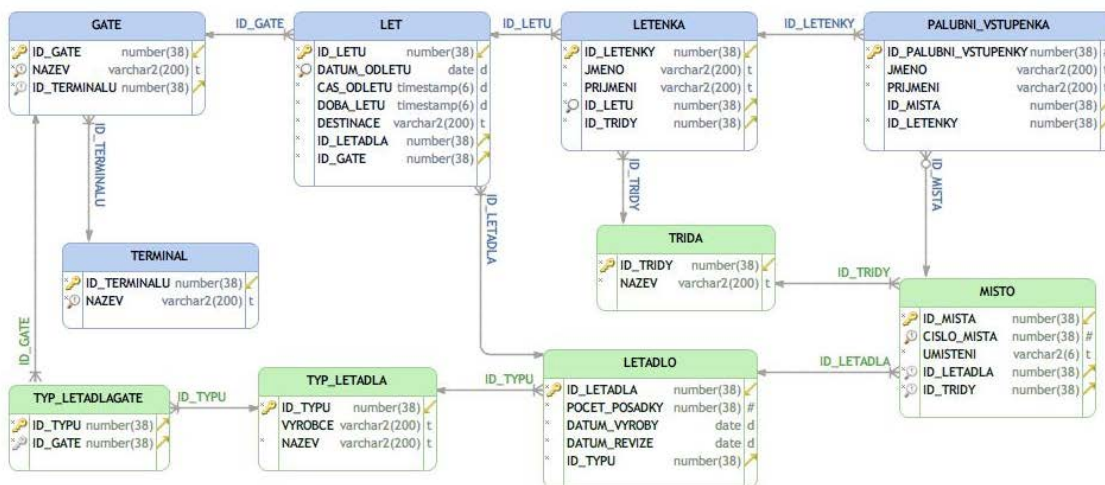 GATE
ID_GATE number(38)
NAZEV varchar2(200) t
ID_TERMINALU number(38)
ID_GATE
LET
ID_LETU number(38)
DATUM_ODLETU date d
CAS_ODLETU timestamp(6) d
DOBA_LETU timestamp(6) d
DESTINACE varchar2(200) t
ID_LETADLA number(38)
ID_GATE number(38)
ID_LETU
LETENKA
ID_LETENKY number(38)
JMENO varchar2(200) t
PRIJMENI varchar2(200) t
ID_LETU number(38)
ID_TRIDY number(38)
ID_LETENKY
PALUBNI_VSTUPENKA
ID_PALUBNI_VSTUPENKY number(38)
JMENO varchar2(200)
PRIJMENI varchar2(200)
ID_MISTA number(38)
ID_LETENKY number(38)
ID_TERMINALU
ID_LETADLA
ID_TRIDY
ID_MISTA
TERMINAL
ID_TERMINALU number(38)
NAZEV varchar2(200) t
TRIDA
ID_TRIDY number(38)
NAZEV varchar2(200) t
ID_TRIDY
MISTO
ID_MISTA number(38)
CISLO_MISTA number(38) #
UMISTENI varchar2(6) t
ID_LETADLA number(38)
ID_TRIDY number(38)
ID_GATE
TYP_LETADLAGATE
ID_TYPU number(38)
ID_GATE number(38)
ID_TYPU
TYP_LETADLA
ID_TYPU number(38)
VYROBCE varchar2(200) t
NAZEV varchar2(200) t
ID_TYPU
LETADLO
ID_LETADLA number(38)
POCET_POSADKY number(38) #
DATUM_VYROBY date d
DATUM_REVIZE date d
ID_TYPU number(38)
ID_LETADLA